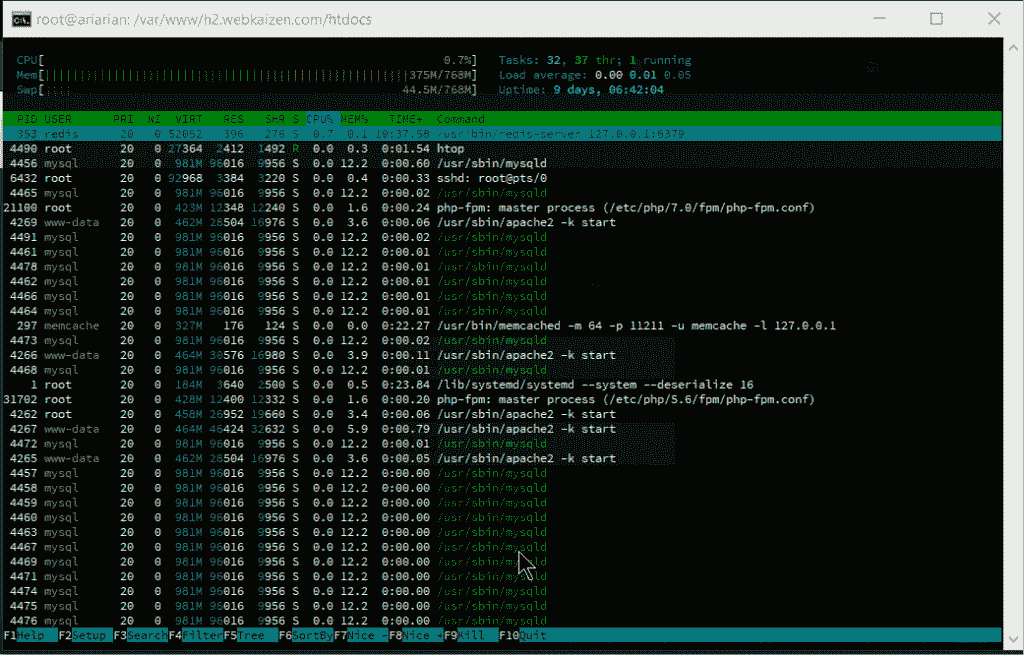 root@ariarian: /var/www/h2.webkaizen.com/htdocs
CPU[ 0.7%] Tasks: 32, 37 thr; 1 running
Mem[||||||||||||||||||||||||||||||||||||||||||||||||375M/768M] Load average: 0.00 0.01 0.05
Swp[|||| 44.5M/768M] Uptime: 9 days, 06:42:04
PID USER PRI NI VIRT RES SHR S CPU% MEM% TIME+ Command
353 redis 20 0 52052 396 276 S 0.7 0.1 10:37.58 /usr/bin/redis-server 127.0.0.1:6379
4490 root 20 0 27364 2412 1492 R 0.0 0.3 0:01.54 htop
4456 mysql 20 0 981M 96016 9956 S 0.0 12.2 0:00.60 /usr/sbin/mysqld
6432 root 20 0 92968 3384 3220 S 0.0 0.4 0:00.33 sshd: root@pts/0
4465 mysql 20 0 981M 96016 9956 S 0.0 12.2 0:00.02 /usr/sbin/mysqld
21100 root 20 0 423M 12348 12240 S 0.0 1.6 0:00.24 php-fpm: master process (/etc/php/7.0/fpm/php-fpm.conf)
4269 www-data 20 0 462M 28504 16976 S 0.0 3.6 0:00.06 /usr/sbin/apache2 -k start
4491 mysql 20 0 981M 96016 9956 S 0.0 12.2 0:00.02 /usr/sbin/mysqld
4461 mysql 20 0 981M 96016 9956 S 0.0 12.2 0:00.01 /usr/sbin/mysqld
4478 mysql 20 0 981M 96016 9956 S 0.0 12.2 0:00.01 /usr/sbin/mysqld
4462 mysql 20 0 981M 96016 9956 S 0.0 12.2 0:00.01 /usr/sbin/mysqld
4466 mysql 20 0 981M 96016 9956 S 0.0 12.2 0:00.01 /usr/sbin/mysqld
4464 mysql 20 0 981M 96016 9956 S 0.0 12.2 0:00.01 /usr/sbin/mysqld
297 memcache 20 0 327M 176 124 S 0.0 0.0 0:22.27 /usr/bin/memcached -m 64 -p 11211 -u memcache -l 127.0.0.1
4473 mysql 20 0 981M 96016 9956 S 0.0 12.2 0:00.02 /usr/sbin/mysqld
4266 www-data 20 0 464M 30576 16980 S 0.0 3.9 0:00.11 /usr/sbin/apache2 -k start
4468 mysql 20 0 981M 96016 9956 S 0.0 12.2 0:00.01 /usr/sbin/mysqld
1 root 20 0 184M 3640 2500 S 0.0 0.5 0:23.84 /lib/systemd/systemd --system --deserialize 16
31702 root 20 0 428M 12400 12332 S 0.0 1.6 0:00.20 php-fpm: master process (/etc/php/5.6/fpm/php-fpm.conf)
4262 root 20 0 458M 26952 19660 S 0.0 3.4 0:00.06 /usr/sbin/apache2 -k start
4267 www-data 20 0 464M 46424 32632 S 0.0 5.9 0:00.79 /usr/sbin/apache2 -k start
4472 mysql 20 0 981M 96016 9956 S 0.0 12.2 0:00.01 /usr/sbin/mysqld
4265 www-data 20 0 462M 28504 16976 S 0.0 3.6 0:00.05 /usr/sbin/apache2 -k start
4457 mysql 20 0 981M 96016 9956 S 0.0 12.2 0:00.00 /usr/sbin/mysqld
4458 mysql 20 0 981M 96016 9956 S 0.0 12.2 0:00.00 /usr/sbin/mysqld
4459 mysql 20 0 981M 96016 9956 S 0.0 12.2 0:00.00 /usr/sbin/mysqld
4460 mysql 20 0 981M 96016 9956 S 0.0 12.2 0:00.00 /usr/sbin/mysqld
4463 mysql 20 0 981M 96016 9956 S 0.0 12.2 0:00.00 /usr/sbin/mysqld
4467 mysql 20 0 981M 96016 9956 S 0.0 12.2 0:00.00 /usr/sbin/mysqld
4469 mysql 20 0 981M 96016 9956 S 0.0 12.2 0:00.00 /usr/sbin/mysqld
4471 mysql 20 0 981M 96016 9956 S 0.0 12.2 0:00.00 /usr/sbin/mysqld
4474 mysql 20 0 981M 96016 9956 S 0.0 12.2 0:00.00 /usr/sbin/mysqld
4475 mysql 20 0 981M 96016 9956 S 0.0 12.2 0:00.00 /usr/sbin/mysqld
4476 mysql 20 0 981M 96016 9956 S 0.0 12.2 0:00.00 /usr/sbin/mysqld
F1Help F2Setup F3SearchF4FilterF5Tree F6SortByF7Nice -F8Nice +F9Kill F10Quit